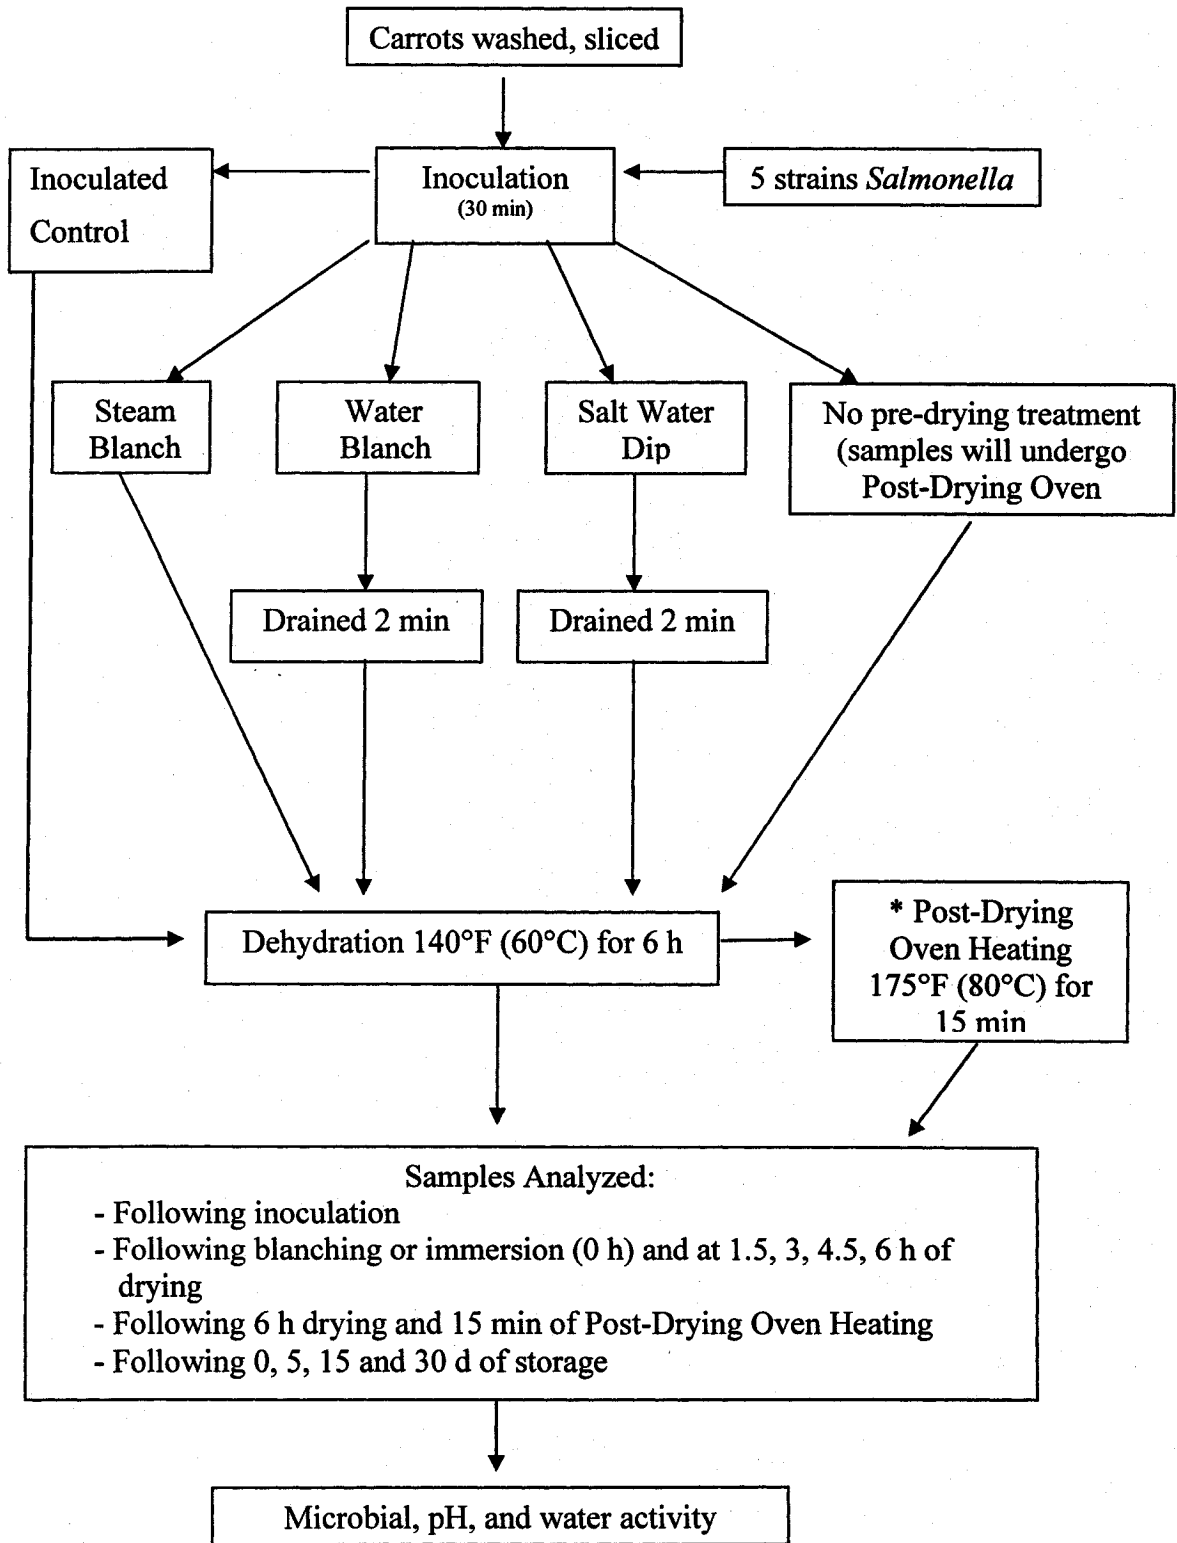 Carrots washed, sliced
Inoculated
Control
Inoculation
(30 min)
5 strains Salmonella
Steam
Blanch
Water
Blanch
Salt Water
Dip
No pre-drying treatment
(samples will undergo
Post-Drying Oven
Drained 2 min
Drained 2 min
Dehydration 140°F (60°C) for 6 h
* Post-Drying
Oven Heating
175°F (80°C) for
15 min
Samples Analyzed:
- Following inoculation
- Following blanching or immersion (0 h) and at 1.5, 3, 4.5, 6 h of
drying
- Following 6 h drying and 15 min of Post-Drying Oven Heating
- Following 0, 5, 15 and 30 d of storage
Microbial, pH, and water activity